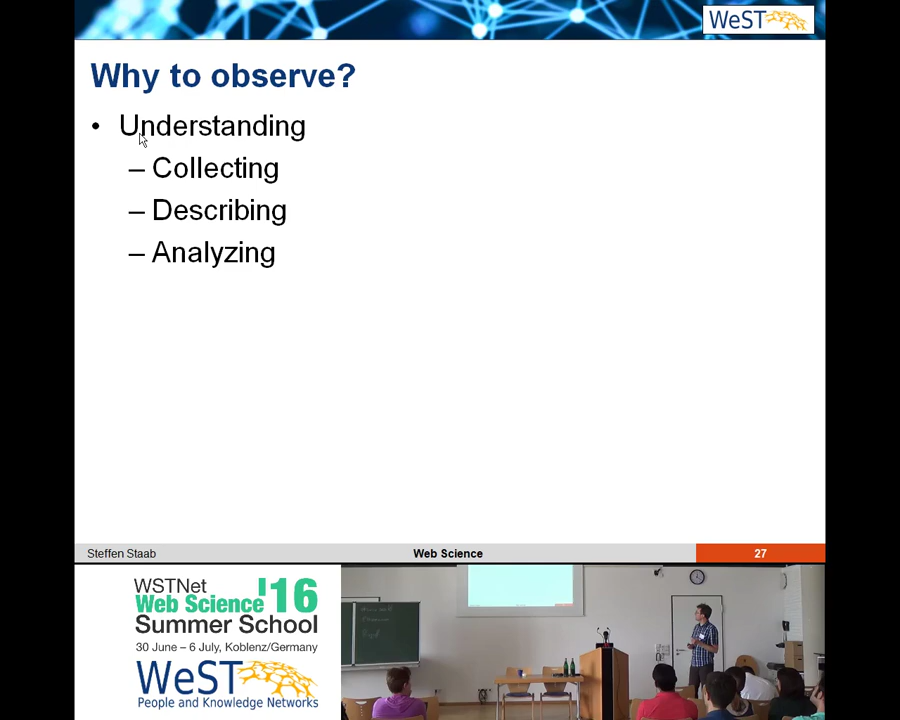 WeST
Why to observe?
• Understanding
– Collecting
– Describing
– Analyzing
Steffen Staab
Web Science
27
WSTNet
Web Science '16
Summer School
30 June – 6 July, Koblenz/Germany
WeST
People and Knowledge Networks